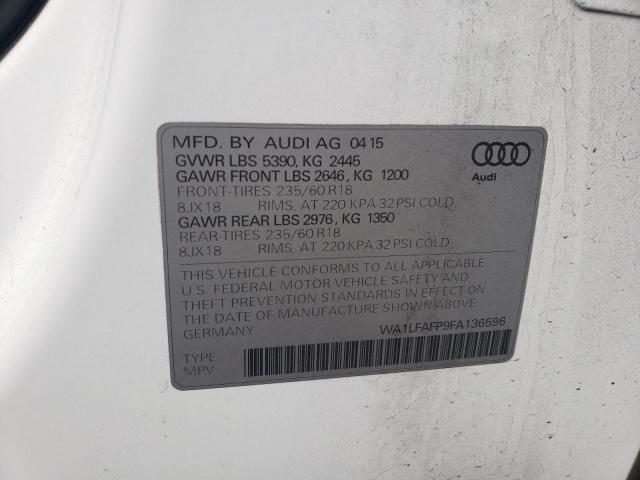 MFD. BY AUDI AG 04 15
GVWR LBS 5390, KG 2445
GAWR FRONT LBS 2646, KG 1200
FRONT-TIRES 235/60 R18
8JX18 RIMS, AT 220 KPA 32 PSI COLD
GAWR REAR LBS 2976, KG 1350
REAR-TIRES 235/60 R18
8JX18 RIMS, AT 220 KPA 32 PSI COLD
Audi
THIS VEHICLE CONFORMS TO ALL APPLICABLE
U.S. FEDERAL MOTOR VEHICLE SAFETY AND
THEFT PREVENTION STANDARDS IN EFFECT ON
THE DATE OF MANUFACTURE SHOWN ABOVE.
GERMANY WA1LFAFP9FA136596
TYPE
MPV